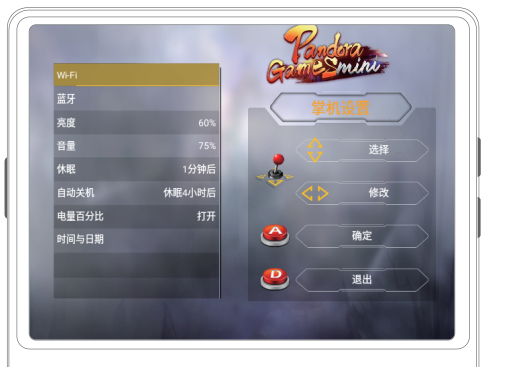 Pandora
Games mini
掌机设置
Wi-Fi
蓝牙
亮度 60%
音量 75%
休眠 1分钟后
自动关机 休眠4小时后
电量百分比 打开
时间与日期
选择
修改
A 确定
D 退出